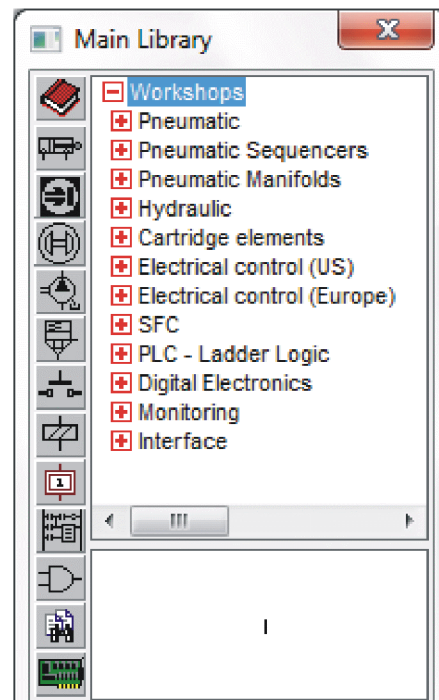 Main Library
Workshops
Pneumatic
Pneumatic Sequencers
Pneumatic Manifolds
Hydraulic
Cartridge elements
Electrical control (US)
Electrical control (Europe)
SFC
PLC - Ladder Logic
Digital Electronics
Monitoring
Interface
1